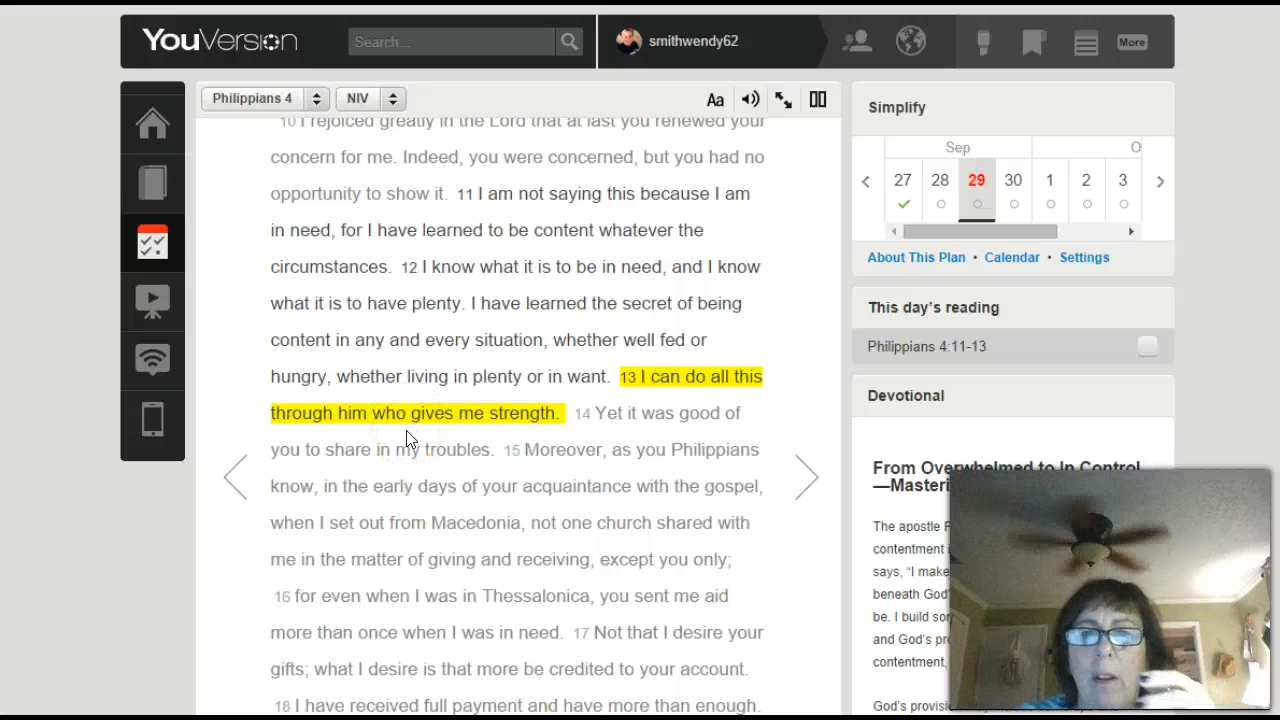 YouVersion
Search...
smithwendy62
More
Philippians 4
NIV
Aa
10 I rejoiced greatly in the Lord that at last you renewed your
concern for me. Indeed, you were concerned, but you had no
opportunity to show it. 11 I am not saying this because I am
in need, for I have learned to be content whatever the
circumstances. 12 I know what it is to be in need, and I know
what it is to have plenty. I have learned the secret of being
content in any and every situation, whether well fed or
hungry, whether living in plenty or in want. 13 I can do all this
through him who gives me strength. 14 Yet it was good of
you to share in my troubles. 15 Moreover, as you Philippians
know, in the early days of your acquaintance with the gospel,
when I set out from Macedonia, not one church shared with
me in the matter of giving and receiving, except you only;
16 for even when I was in Thessalonica, you sent me aid
more than once when I was in need. 17 Not that I desire your
gifts; what I desire is that more be credited to your account.
18 I have received full payment and have more than enough.
Simplify
Sep O
27 28 29 30 1 2 3
About This Plan • Calendar • Settings
This day's reading
Philippians 4:11-13
Devotional
From Overwhelmed to In Control
—Masteri
The apostle P
contentment i
says, "I make
beneath God'
be. I build so
and God's pr
contentment,
God's provis